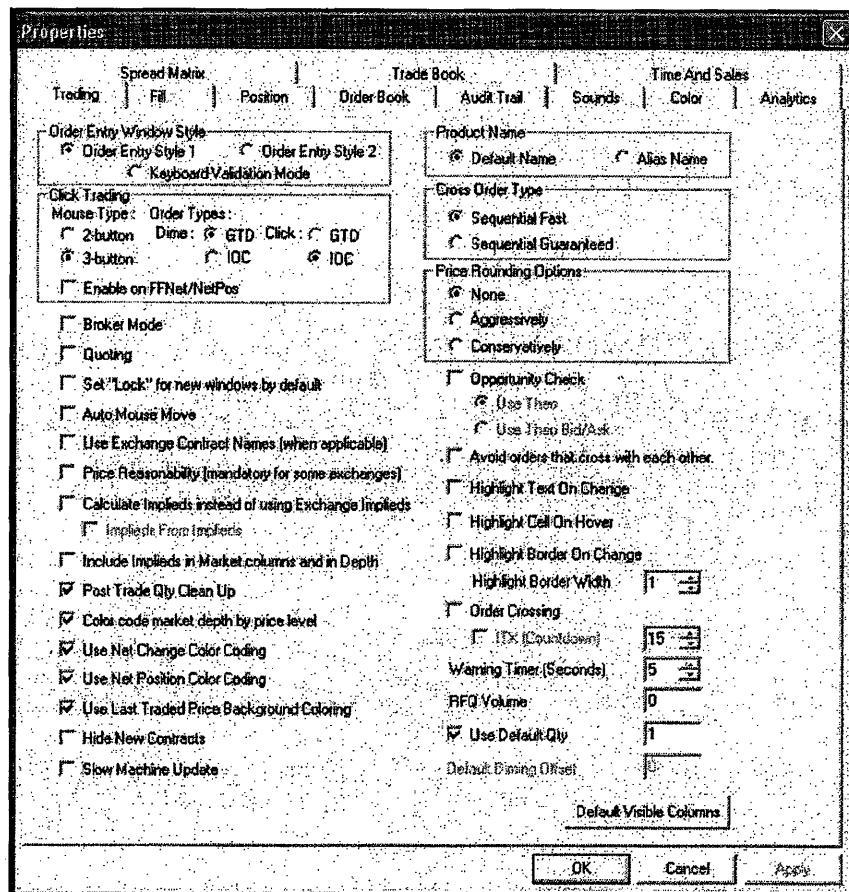 Properties
Spread Matrix Trade Book Time And Sales
Trading Fill Position Order Book Audit Trail Sounds Color Analytics
Order Entry Window Style
Order Entry Style 1 Order Entry Style 2
Keyboard Validation Mode
Click Trading
Mouse Type: Order Types:
2-button Dime: GTD Click: GTD
3-button IOC IOC
Enable on FFNet/NetPos
Broker Mode
Quoting
Set "Lock" for new windows by default
Auto Mouse Move
Use Exchange Contract Names (when applicable)
Price Reasonability (mandatory for some exchanges)
Calculate Implieds instead of using Exchange Implieds
Implieds From Implieds
Include Implieds in Market columns and in Depth
Post Trade Qty Clean Up
Color code market depth by price level
Use Net Change Color Coding
Use Net Position Color Coding
Use Last Traded Price Background Coloring
Hide New Contracts
Slow Machine Update
Product Name
Default Name Alias Name
Cross Order Type
Sequential Fast
Sequential Guaranteed
Price Rounding Options
None
Aggressively
Conservatively
Opportunity Check
Use Theo
Use Theo Bid/Ask
Avoid orders that cross with each other.
Highlight Text On Change
Highlight Cell On Hover
Highlight Border On Change
Highlight Border Width 1
Order Crossing
ITX (Countdown) 15
Warning Timer (Seconds) 5
RFQ Volume 0
Use Default Qty 1
Default Diming Offset 0
Default Visible Columns
OK Cancel Apply